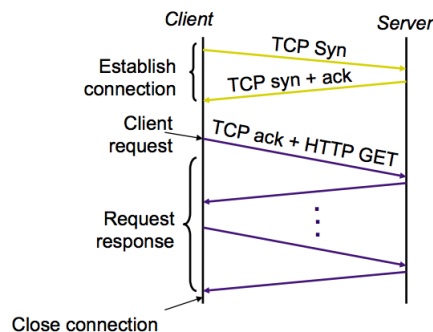 Client
Server
TCP Syn
Establish
connection
TCP syn + ack
Client
request
TCP ack + HTTP GET
Request
response
Close connection